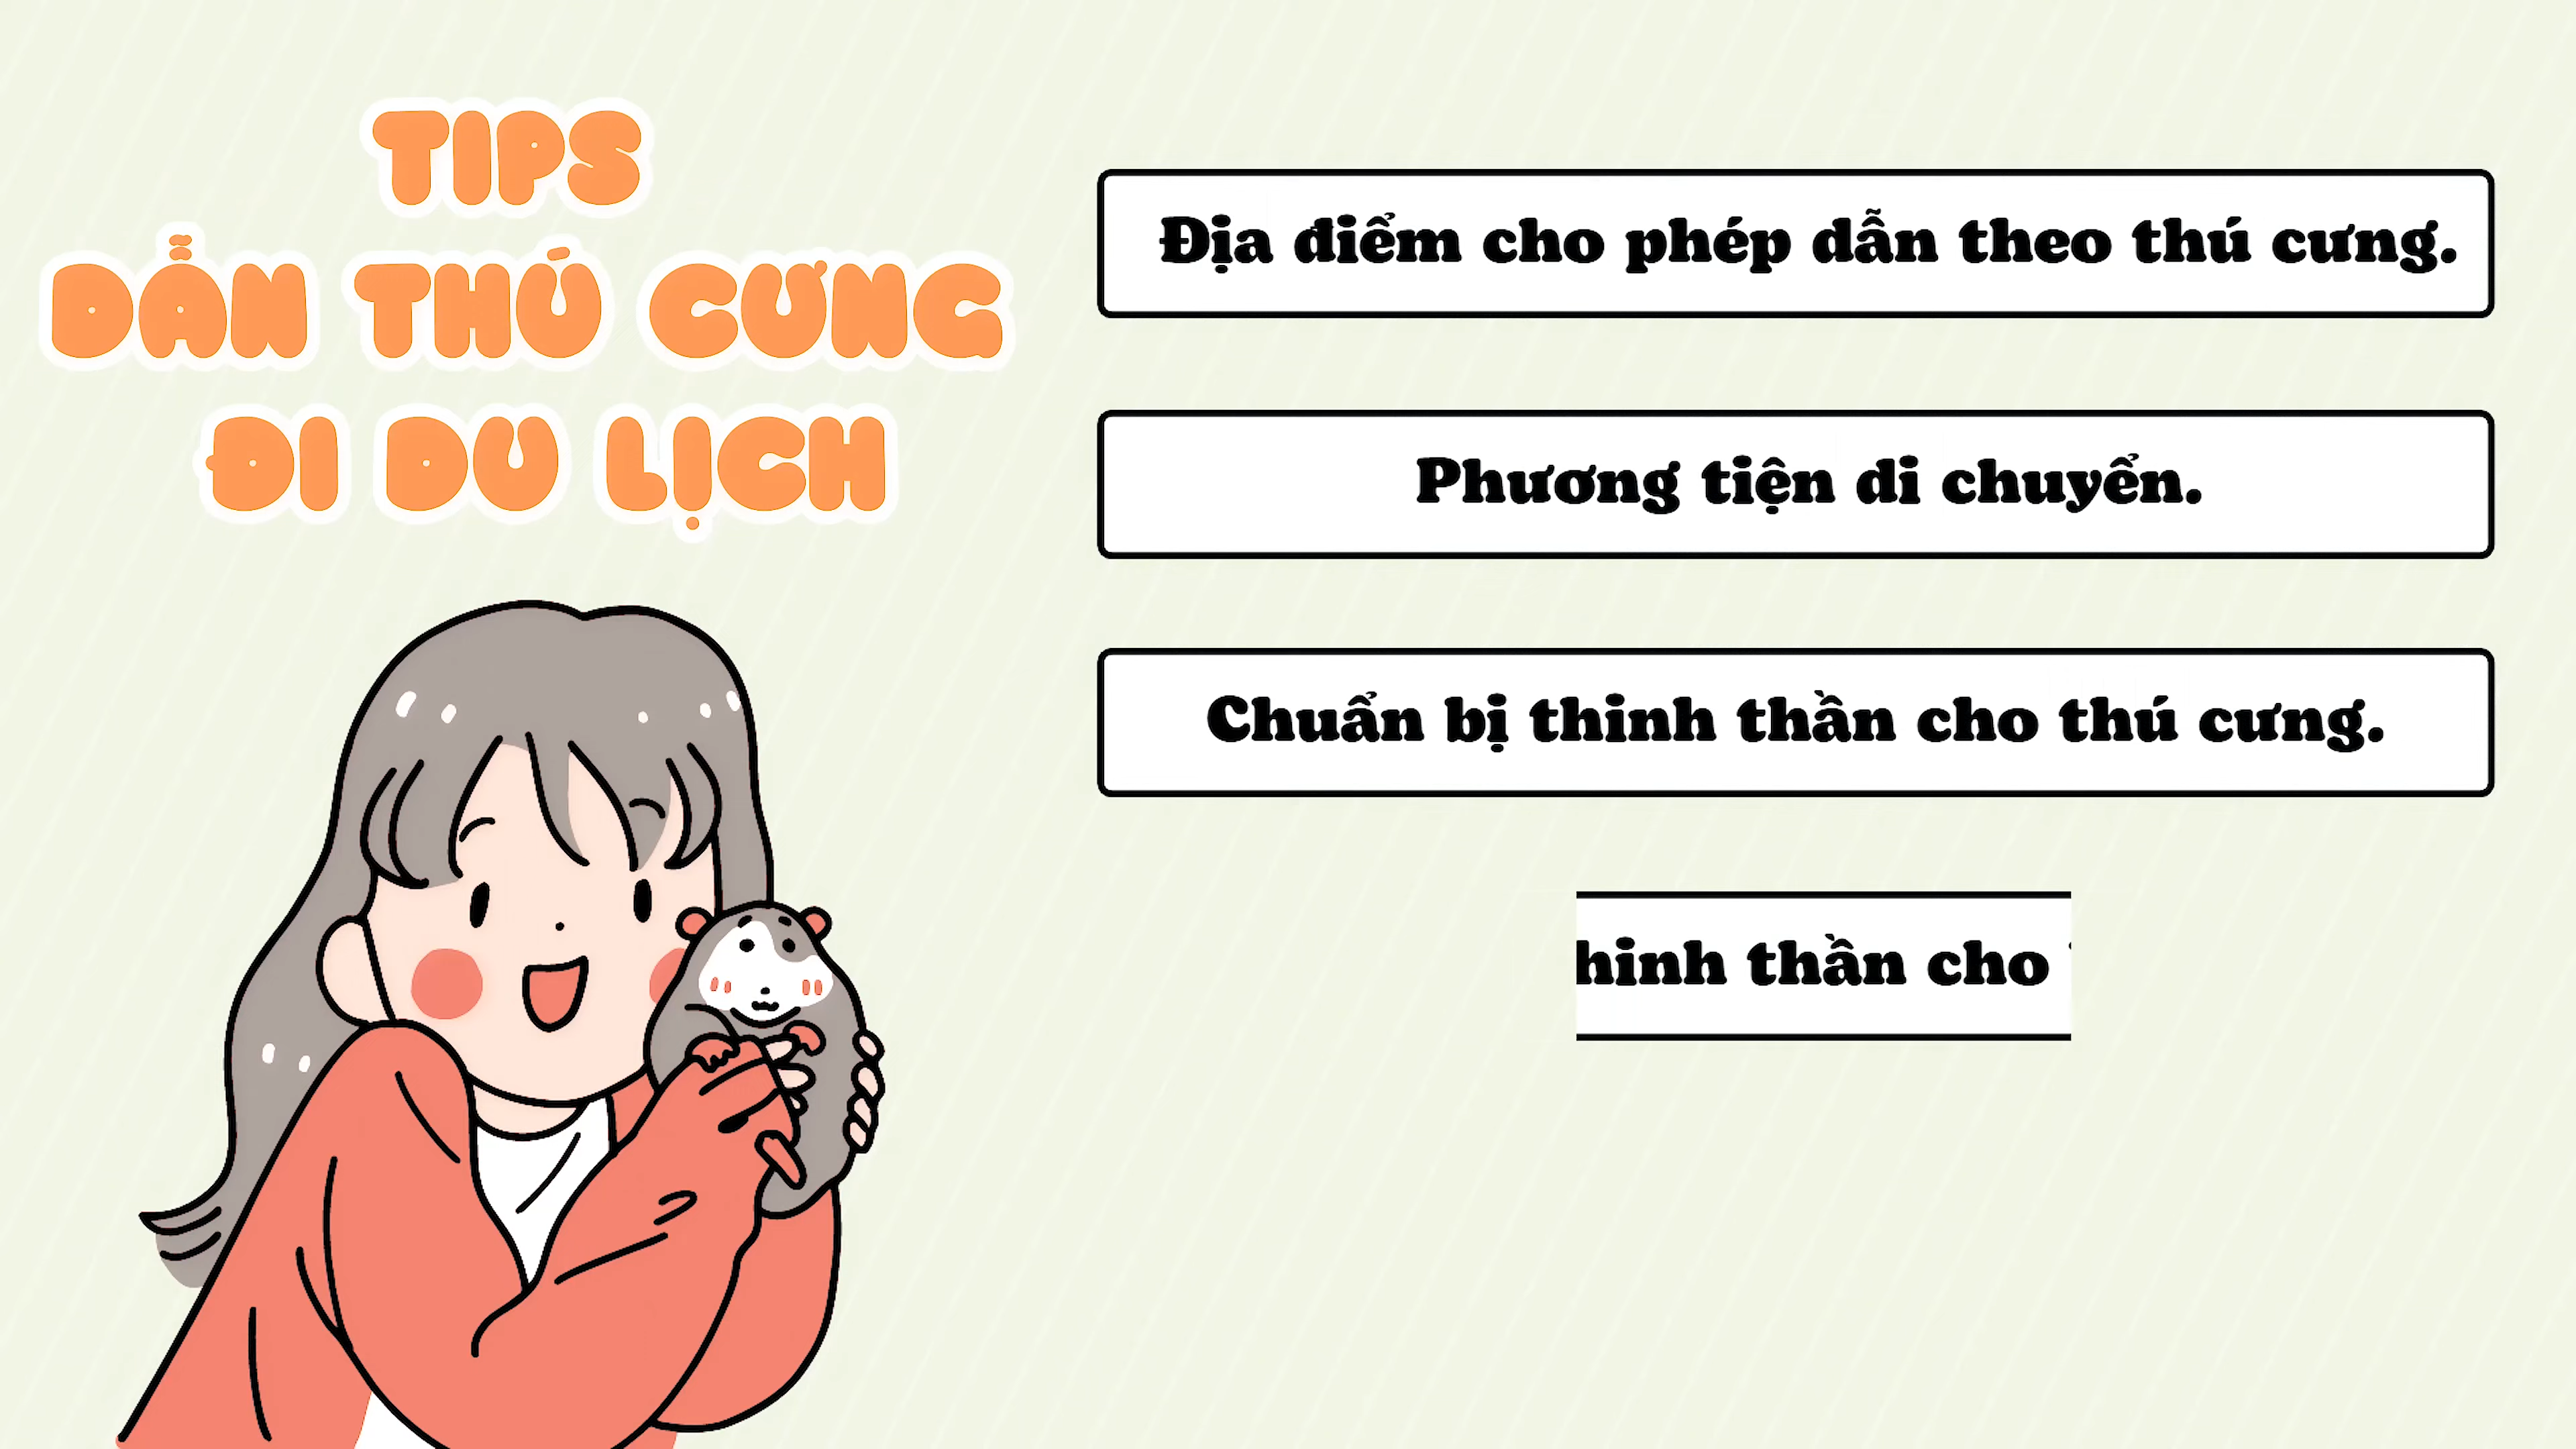 TIPS
DẪN THÚ CƯNG
ĐI DU LỊCH
Địa điểm cho phép dẫn theo thú cưng.
Phương tiện di chuyển.
Chuẩn bị thinh thần cho thú cưng.
hinh thần cho